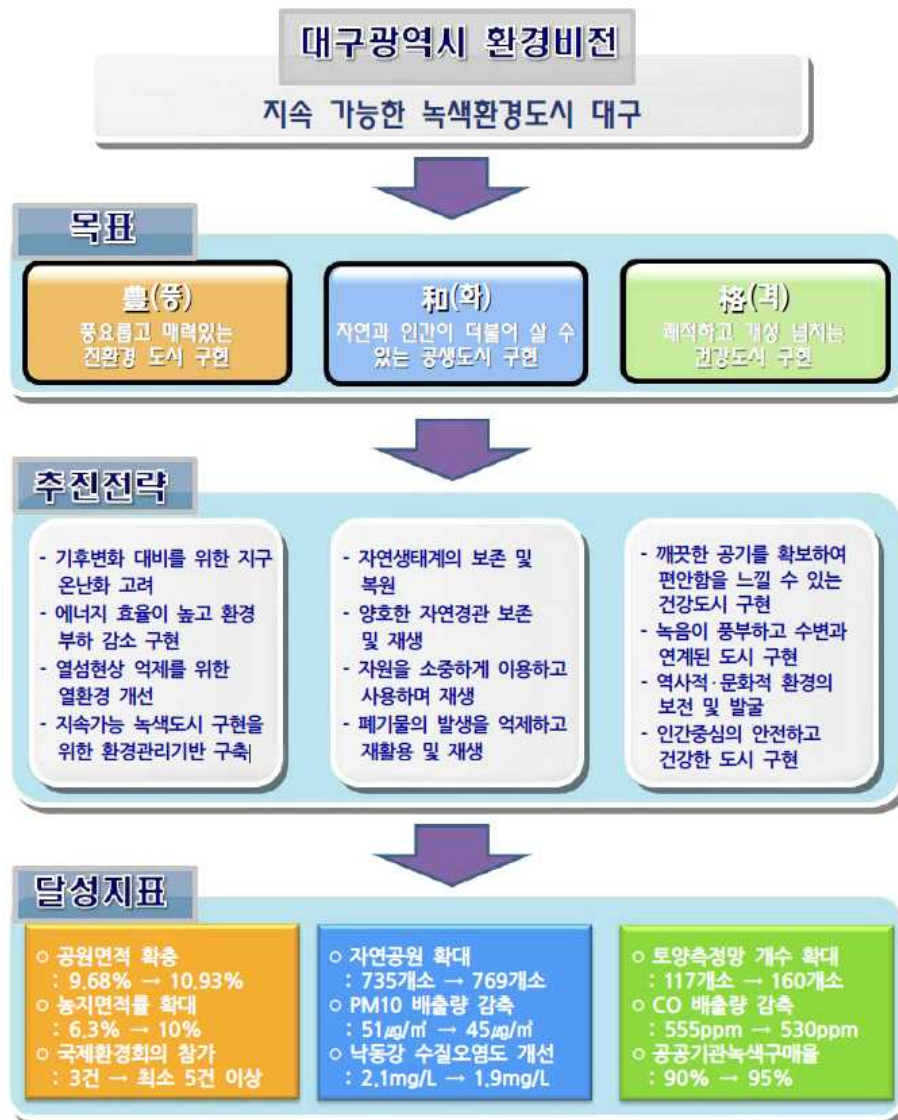 대구광역시 환경비전
지속 가능한 녹색환경도시 대구
목표
豊(풍)
풍요롭고 매력있는
친환경 도시 구현
和(화)
자연과 인간이 더불어 살 수
있는 공생도시 구현
格(격)
쾌적하고 개성 넘치는
건강도시 구현
추진전략
- 기후변화 대비를 위한 지구
온난화 고려
- 에너지 효율이 높고 환경
부하 감소 구현
- 열섬현상 억제를 위한
열환경 개선
- 지속가능 녹색도시 구현을
위한 환경관리기반 구축
- 자연생태계의 보존 및
복원
- 양호한 자연경관 보존
및 재생
- 자원을 소중하게 이용하고
사용하며 재생
- 폐기물의 발생을 억제하고
재활용 및 재생
- 깨끗한 공기를 확보하여
편안함을 느낄 수 있는
건강도시 구현
- 녹음이 풍부하고 수변과
연계된 도시 구현
- 역사적·문화적 환경의
보전 및 발굴
- 인간중심의 안전하고
건강한 도시 구현
달성지표
○ 공원면적 확충
: 9.68% → 10.93%
○ 농지면적률 확대
: 6.3% → 10%
○ 국제환경회의 참가
: 3건 → 최소 5건 이상
○ 자연공원 확대
: 735개소 → 769개소
○ PM10 배출량 감축
: 51㎍/㎥ → 45㎍/㎥
○ 낙동강 수질오염도 개선
: 2.1mg/L → 1.9mg/L
○ 토양측정망 개수 확대
: 117개소 → 160개소
○ CO 배출량 감축
: 555ppm → 530ppm
○ 공공기관녹색구매율
: 90% → 95%